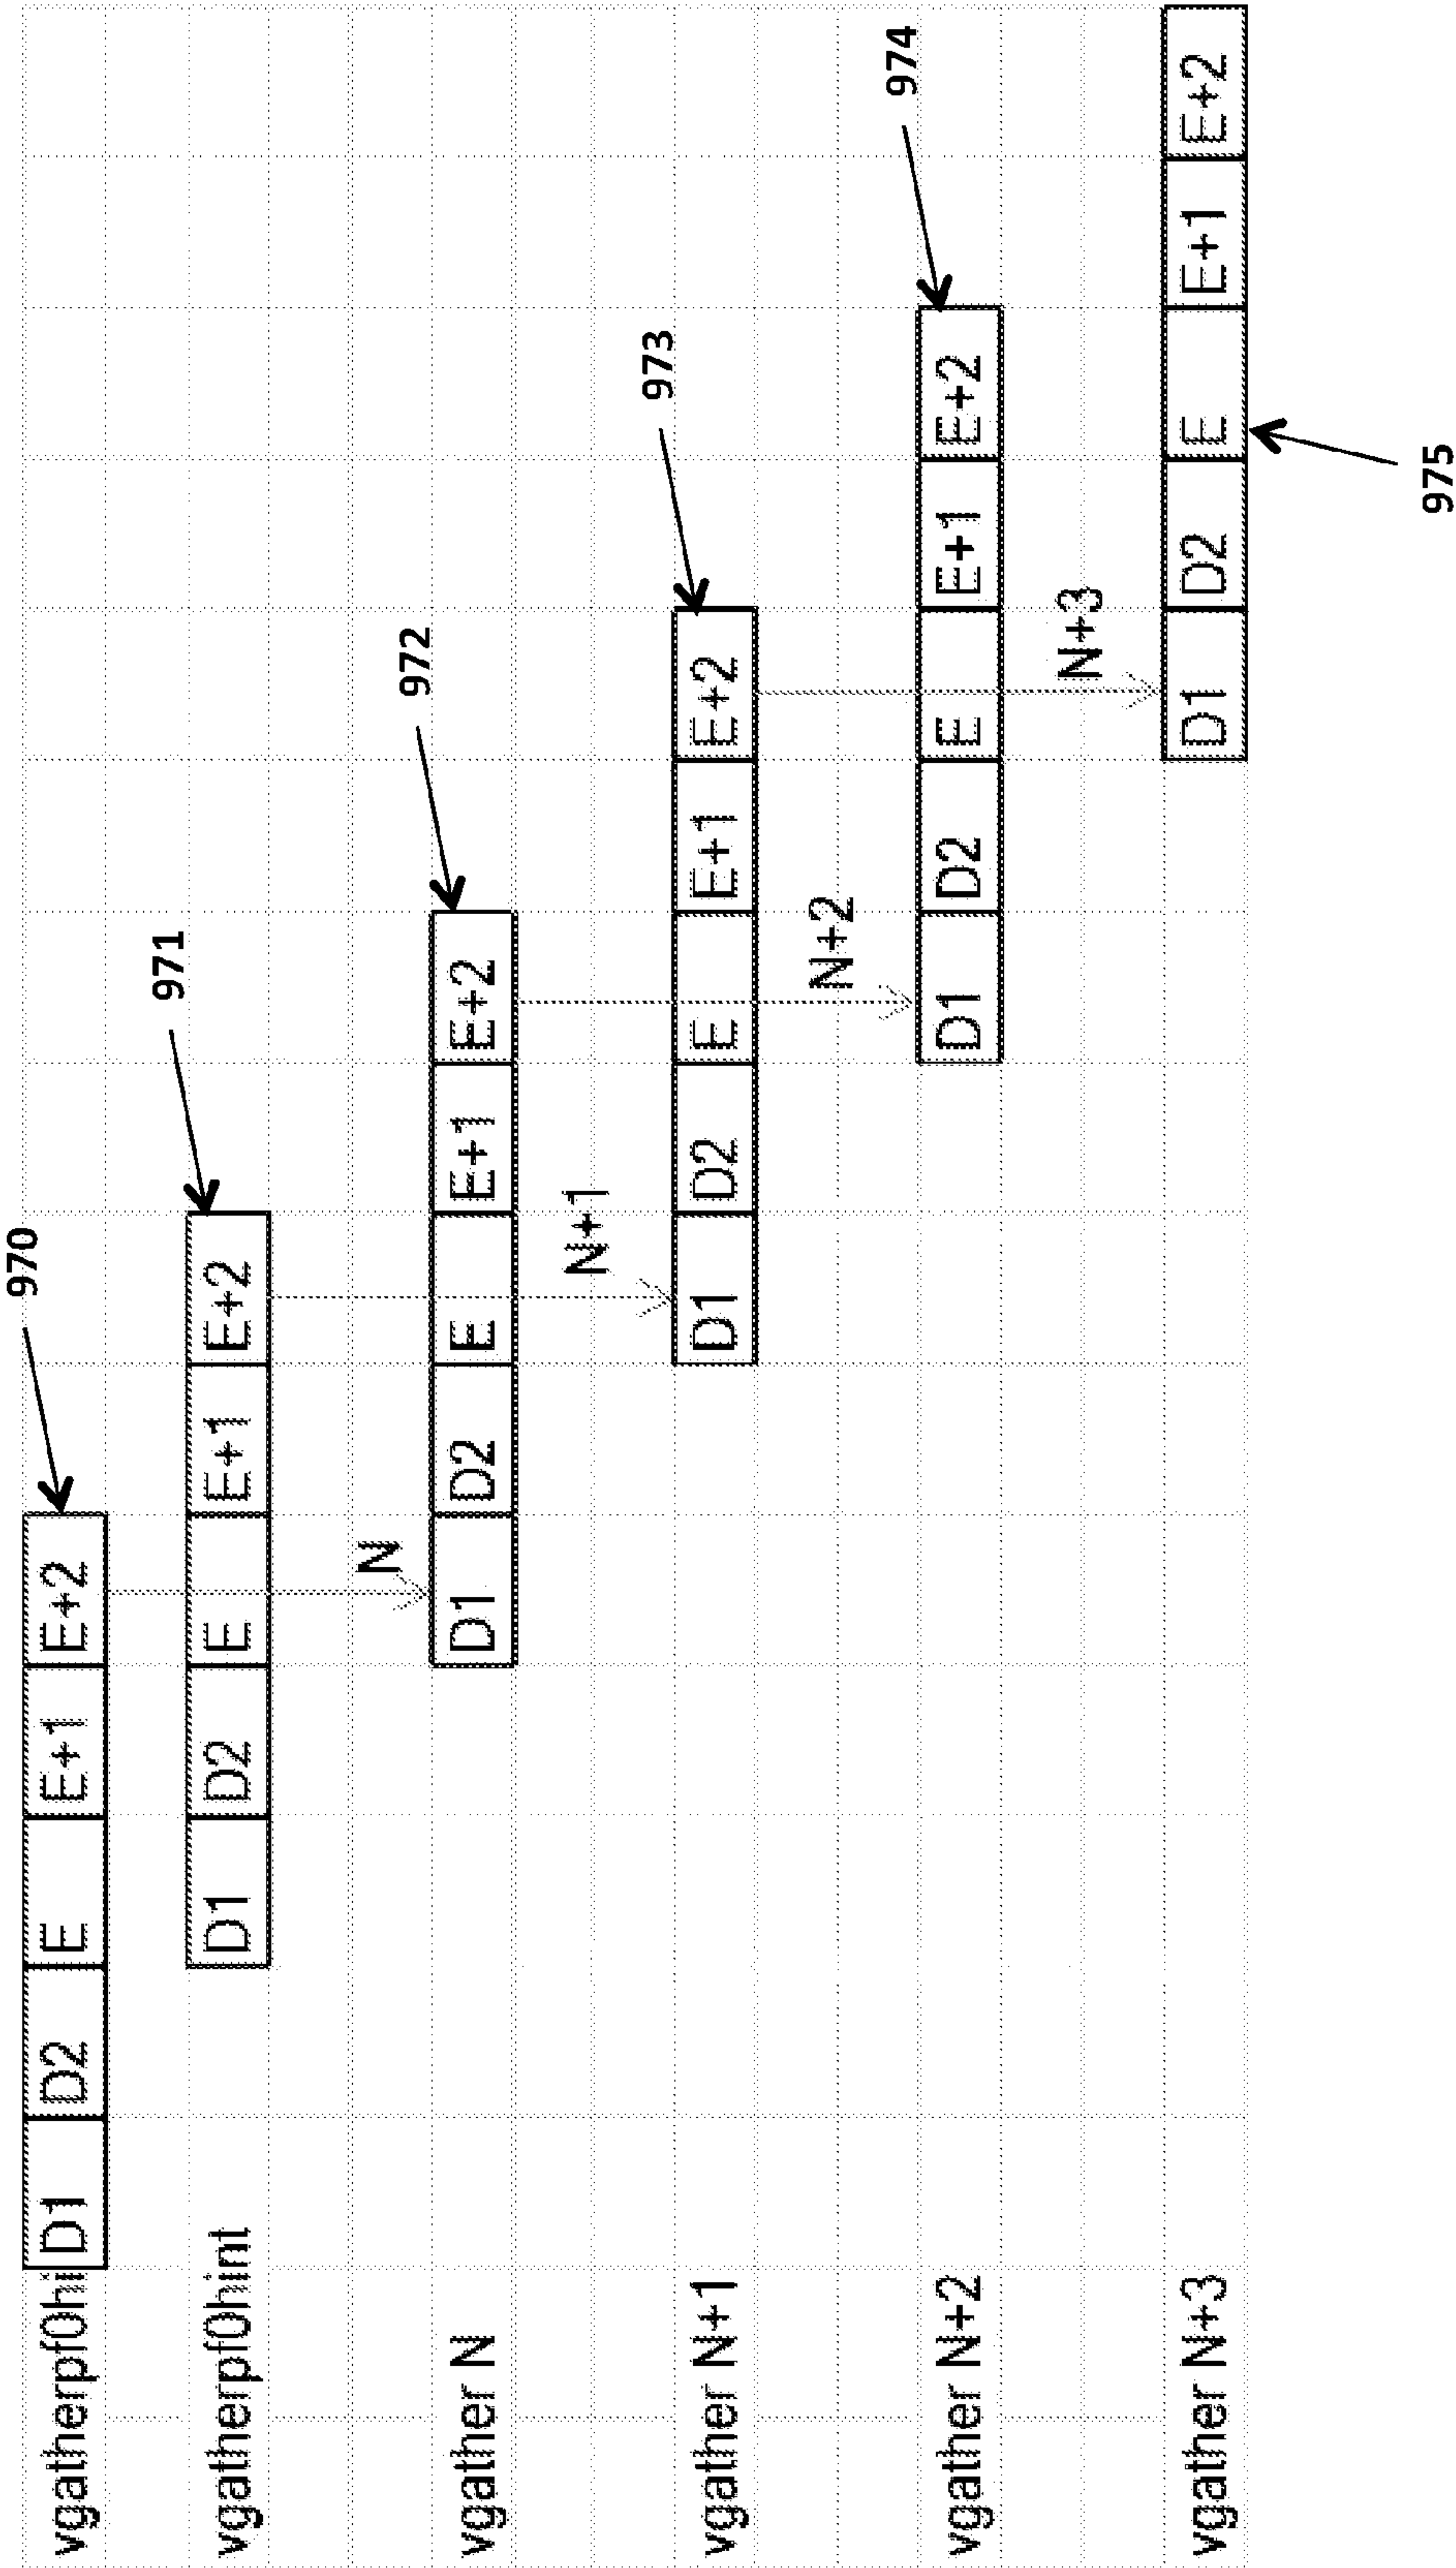 970
vgatherpf0hi D1 D2 E E+1 E+2
971
vgatherpf0hint D1 D2 E E+1 E+2
N
972
vgather N D1 D2 E E+1 E+2
N+1
973
vgather N+1 D1 D2 E E+1 E+2
N+2
974
vgather N+2 D1 D2 E E+1 E+2
N+3
vgather N+3 D1 D2 E E+1 E+2
975